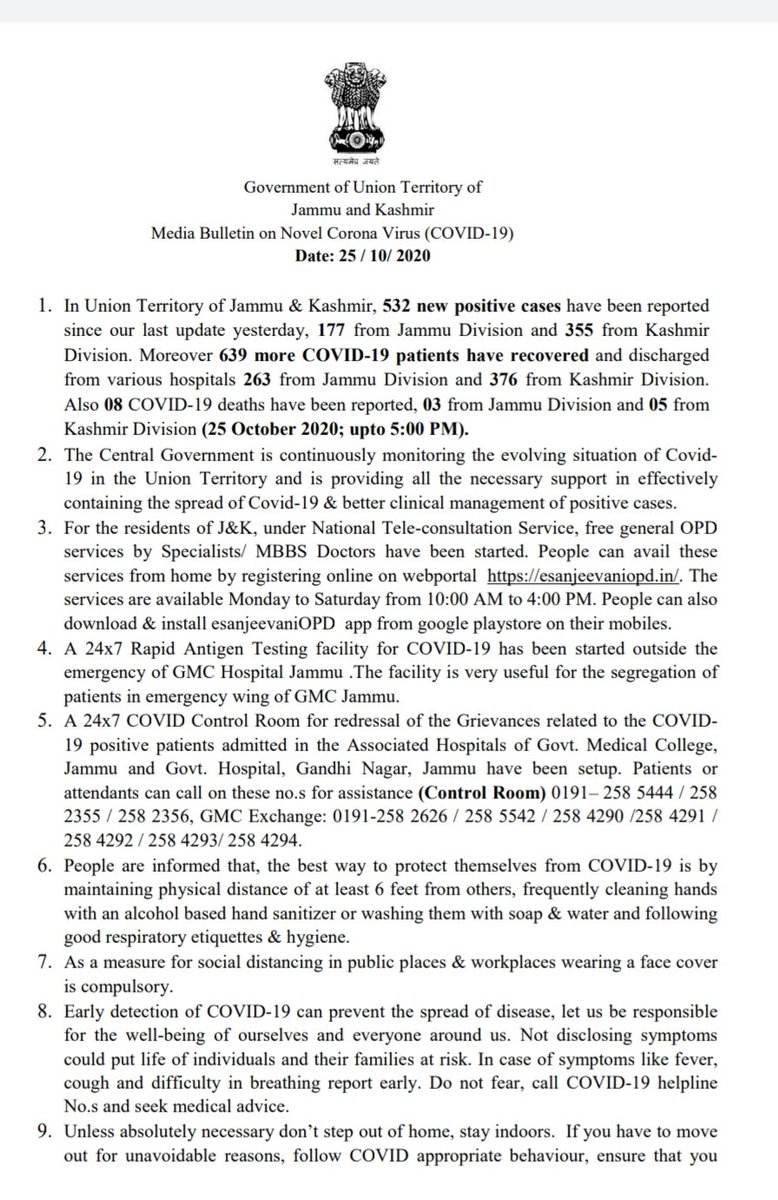 सत्यमेव जयते
Government of Union Territory of
Jammu and Kashmir
Media Bulletin on Novel Corona Virus (COVID-19)
Date: 25 / 10/ 2020
1. In Union Territory of Jammu & Kashmir, 532 new positive cases have been reported
since our last update yesterday, 177 from Jammu Division and 355 from Kashmir
Division. Moreover 639 more COVID-19 patients have recovered and discharged
from various hospitals 263 from Jammu Division and 376 from Kashmir Division.
Also 08 COVID-19 deaths have been reported, 03 from Jammu Division and 05 from
Kashmir Division (25 October 2020; upto 5:00 PM).
2. The Central Government is continuously monitoring the evolving situation of Covid-
19 in the Union Territory and is providing all the necessary support in effectively
containing the spread of Covid-19 & better clinical management of positive cases.
3. For the residents of J&K, under National Tele-consultation Service, free general OPD
services by Specialists/ MBBS Doctors have been started. People can avail these
services from home by registering online on webportal https://esanjeevaniopd.in/. The
services are available Monday to Saturday from 10:00 AM to 4:00 PM. People can also
download & install esanjeevaniOPD app from google playstore on their mobiles.
4. A 24x7 Rapid Antigen Testing facility for COVID-19 has been started outside the
emergency of GMC Hospital Jammu .The facility is very useful for the segregation of
patients in emergency wing of GMC Jammu.
5. A 24x7 COVID Control Room for redressal of the Grievances related to the COVID-
19 positive patients admitted in the Associated Hospitals of Govt. Medical College,
Jammu and Govt. Hospital, Gandhi Nagar, Jammu have been setup. Patients or
attendants can call on these no.s for assistance (Control Room) 0191– 258 5444 / 258
2355 / 258 2356, GMC Exchange: 0191-258 2626 / 258 5542 / 258 4290 /258 4291 /
258 4292 / 258 4293/ 258 4294.
6. People are informed that, the best way to protect themselves from COVID-19 is by
maintaining physical distance of at least 6 feet from others, frequently cleaning hands
with an alcohol based hand sanitizer or washing them with soap & water and following
good respiratory etiquettes & hygiene.
7. As a measure for social distancing in public places & workplaces wearing a face cover
is compulsory.
8. Early detection of COVID-19 can prevent the spread of disease, let us be responsible
for the well-being of ourselves and everyone around us. Not disclosing symptoms
could put life of individuals and their families at risk. In case of symptoms like fever,
cough and difficulty in breathing report early. Do not fear, call COVID-19 helpline
No.s and seek medical advice.
9. Unless absolutely necessary don’t step out of home, stay indoors. If you have to move
out for unavoidable reasons, follow COVID appropriate behaviour, ensure that you